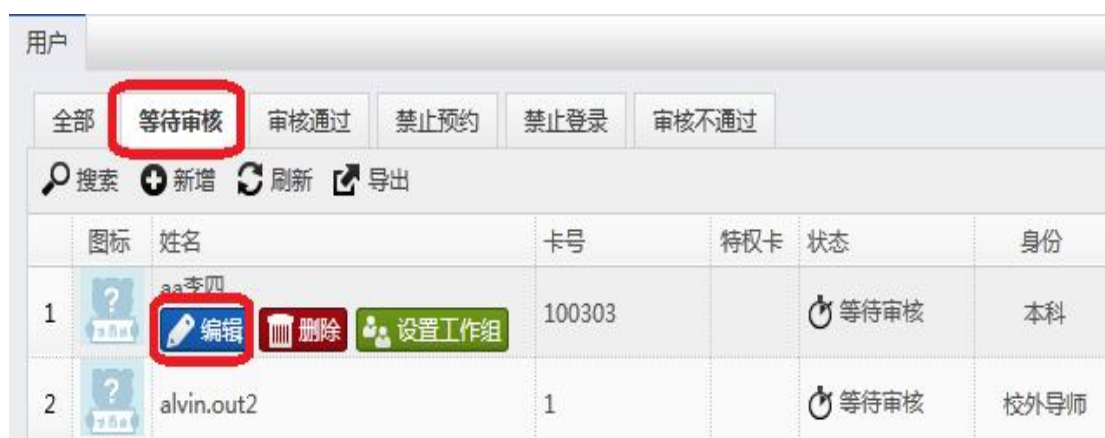 用户
全部 等待审核 审核通过 禁止预约 禁止登录 审核不通过
搜索 新增 刷新 导出
图标 姓名 卡号 特权卡 状态 身份
aa李四
1 编辑 删除 设置工作组 100303 等待审核 本科
2 alvin.out2 1 等待审核 校外导师